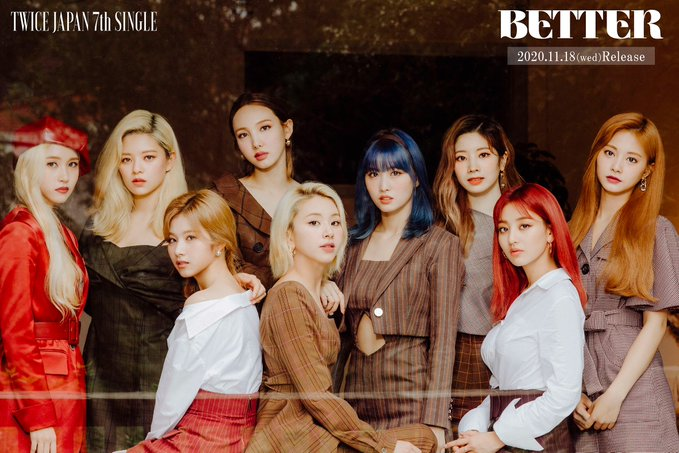 TWICE JAPAN 7th SINGLE
BETTER
2020.11.18(wed)Release